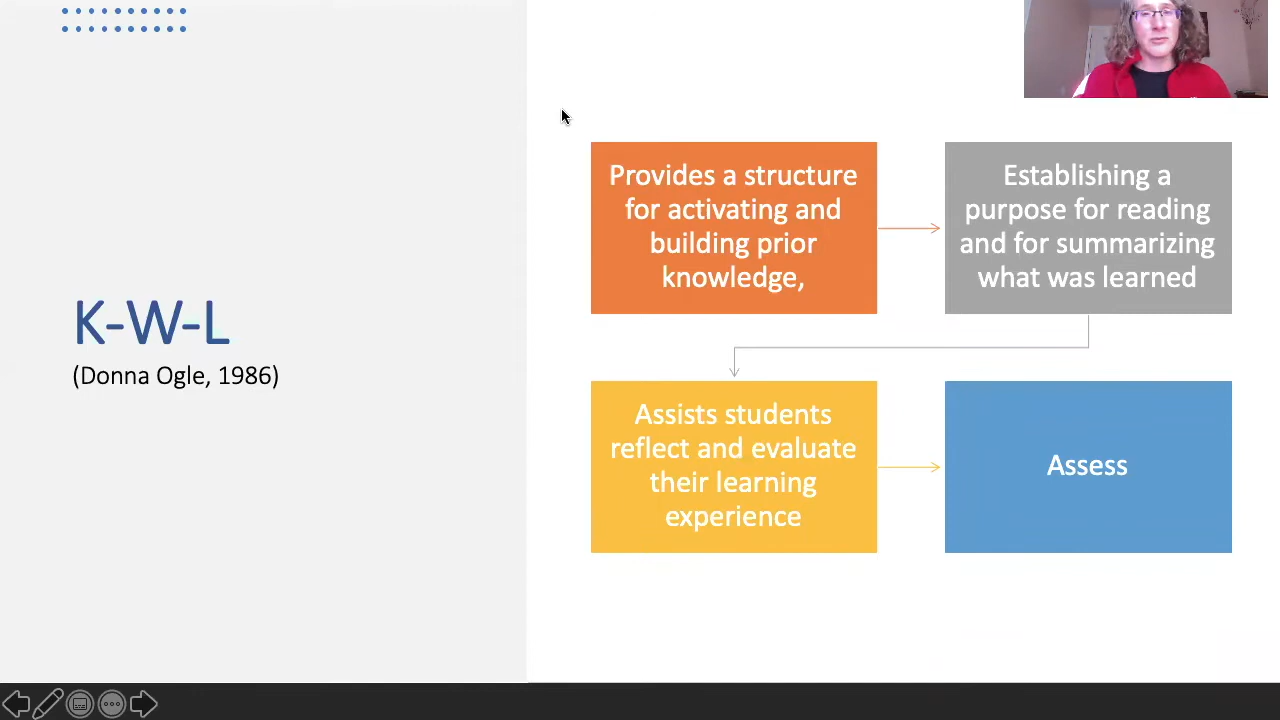 K-W-L
(Donna Ogle, 1986)
Provides a structure
for activating and
building prior
knowledge,
Establishing a
purpose for reading
and for summarizing
what was learned
Assists students
reflect and evaluate
their learning
experience
Assess